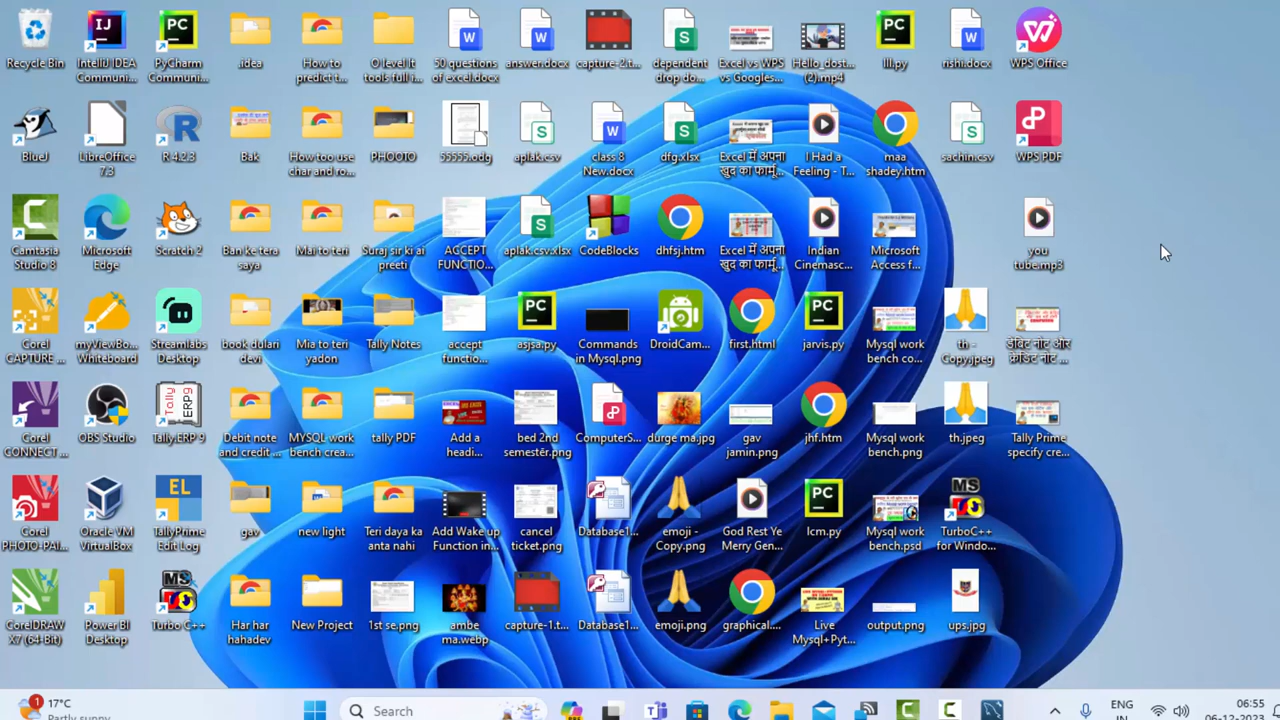 Recycle Bin
IntelliJ IDEA Communi...
PyCharm Communi...
.idea
How to predict t...
O level it tools full i...
50 questions of excel.docx
answer.docx
capture-2.t...
dependent drop do...
Excel vs WPS vs Googles...
Hello_dost... (2).mp4
lll.py
rishi.docx
WPS Office
BlueJ
LibreOffice 7.3
R 4.2.3
Bak
How too use char and ro...
PHOOTO
55555.odg
aplak.csv
class 8 New.docx
dfg.xlsx
Excel में अपना खुद का फार्मू...
I Had a Feeling - T...
maa shadey.htm
sachin.csv
WPS PDF
Camtasia Studio 8
Microsoft Edge
Scratch 2
Ban ke tera saya
Mai to teri
Suraj sir ki ai preeti
ACCEPT FUNCTIO...
aplak.csv.xlsx
CodeBlocks
dhfsj.htm
Excel में अपना खुद का फार्मू...
Indian Cinemasc...
Microsoft Access f...
you tube.mp3
Corel CAPTURE ...
myViewBo... Whiteboard
Streamlabs Desktop
book dulari devi
Mia to teri yadon
Tally Notes
accept functio...
asjsa.py
Commands in Mysql.png
DroidCam...
first.html
jarvis.py
Mysql work bench co...
th - Copy.jpeg
डेबिट नोट और क्रेडिट नोट ...
Corel CONNECT ...
OBS Studio
Tally.ERP 9
Debit note and credit ...
MYSQL work bench crea...
tally PDF
Add a headi...
bed 2nd semester.png
ComputerS...
durge ma.jpg
gav jamin.png
jhf.htm
Mysql work bench.png
th.jpeg
Tally Prime specify cre...
Corel PHOTO-PAI...
Oracle VM VirtualBox
TallyPrime Edit Log
gav
new light
Teri daya ka anta nahi
Add Wake up Function in...
cancel ticket.png
Database1...
emoji - Copy.png
God Rest Ye Merry Gen...
lcm.py
Mysql work bench.psd
TurboC++ for Windo...
CorelDRAW X7 (64-Bit)
Power BI Desktop
Turbo C++
Har har hahadev
New Project
1st se.png
ambe ma.webp
capture-1.t...
Database1...
emoji.png
graphical....
Live Mysql+Pyt...
output.png
ups.jpg
1
17°C
Partly sunny
Search
ENG
IN
06:55
06-12-2023